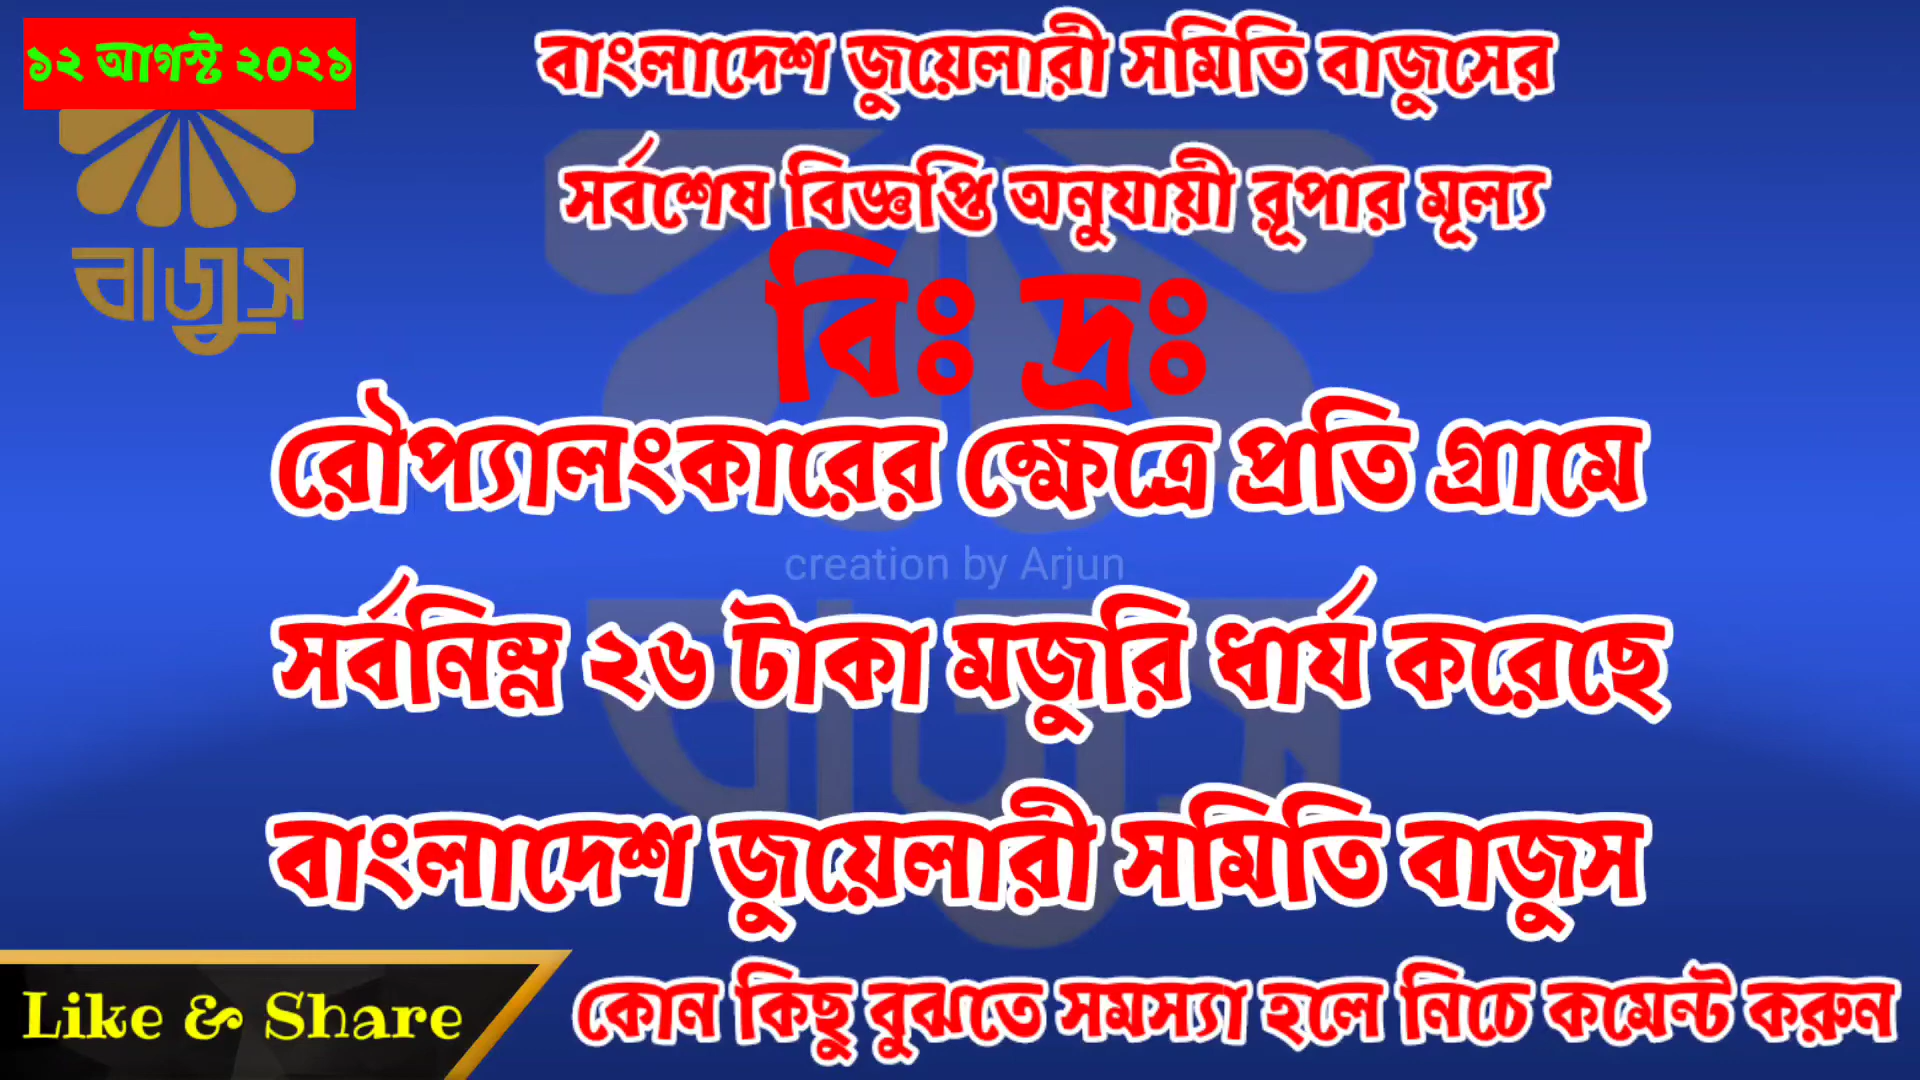 ১২ আগস্ট ২০২১
বাংলাদেশ জুয়েলারী সমিতি বাজুসের
সর্বশেষ বিজ্ঞপ্তি অনুযায়ী রূপার মূল্য
বাজুস
বিঃ দ্রঃ
রৌপ্যালংকারের ক্ষেত্রে প্রতি গ্রামে
creation by Arjun
সর্বনিম্ন ২৬ টাকা মজুরি ধার্য করেছে
বাজুস
বাংলাদেশ জুয়েলারী সমিতি বাজুস
Like & Share
কোন কিছু বুঝতে সমস্যা হলে নিচে কমেন্ট করুন